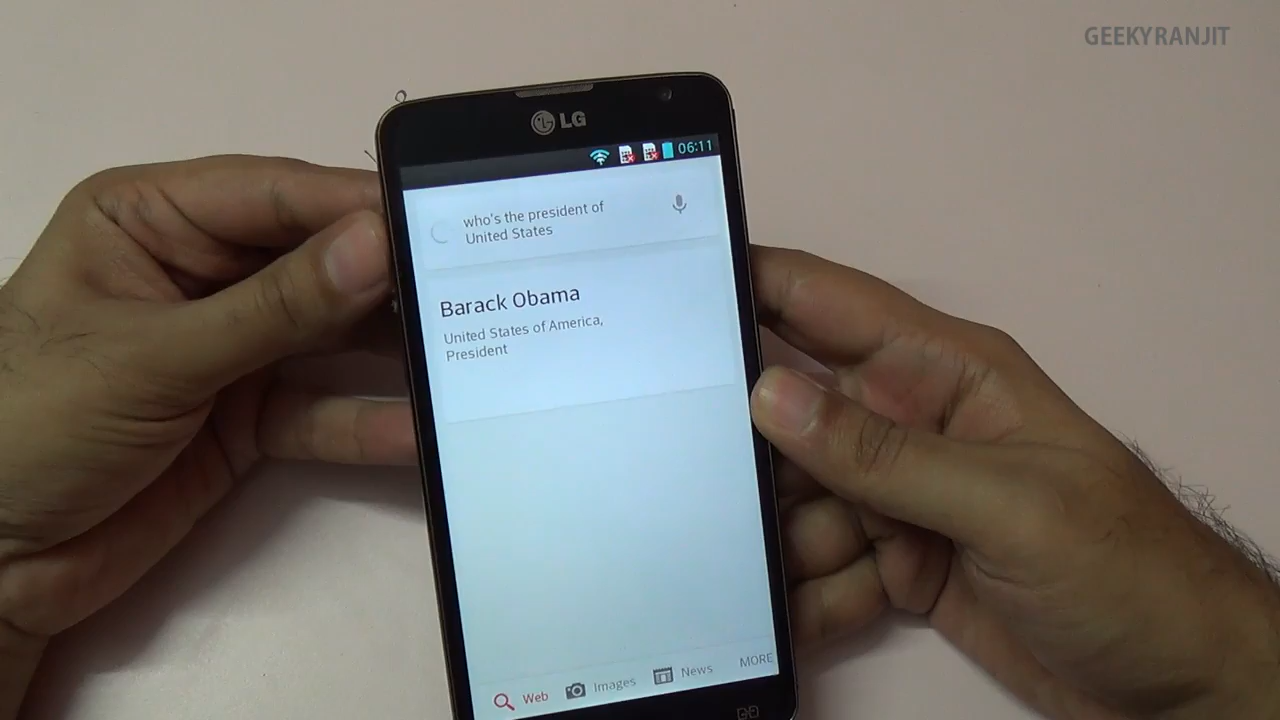 GEEKYRANJIT
LG
06:11
who's the president of
United States
Barack Obama
United States of America,
President
Web
Images
News
MORE